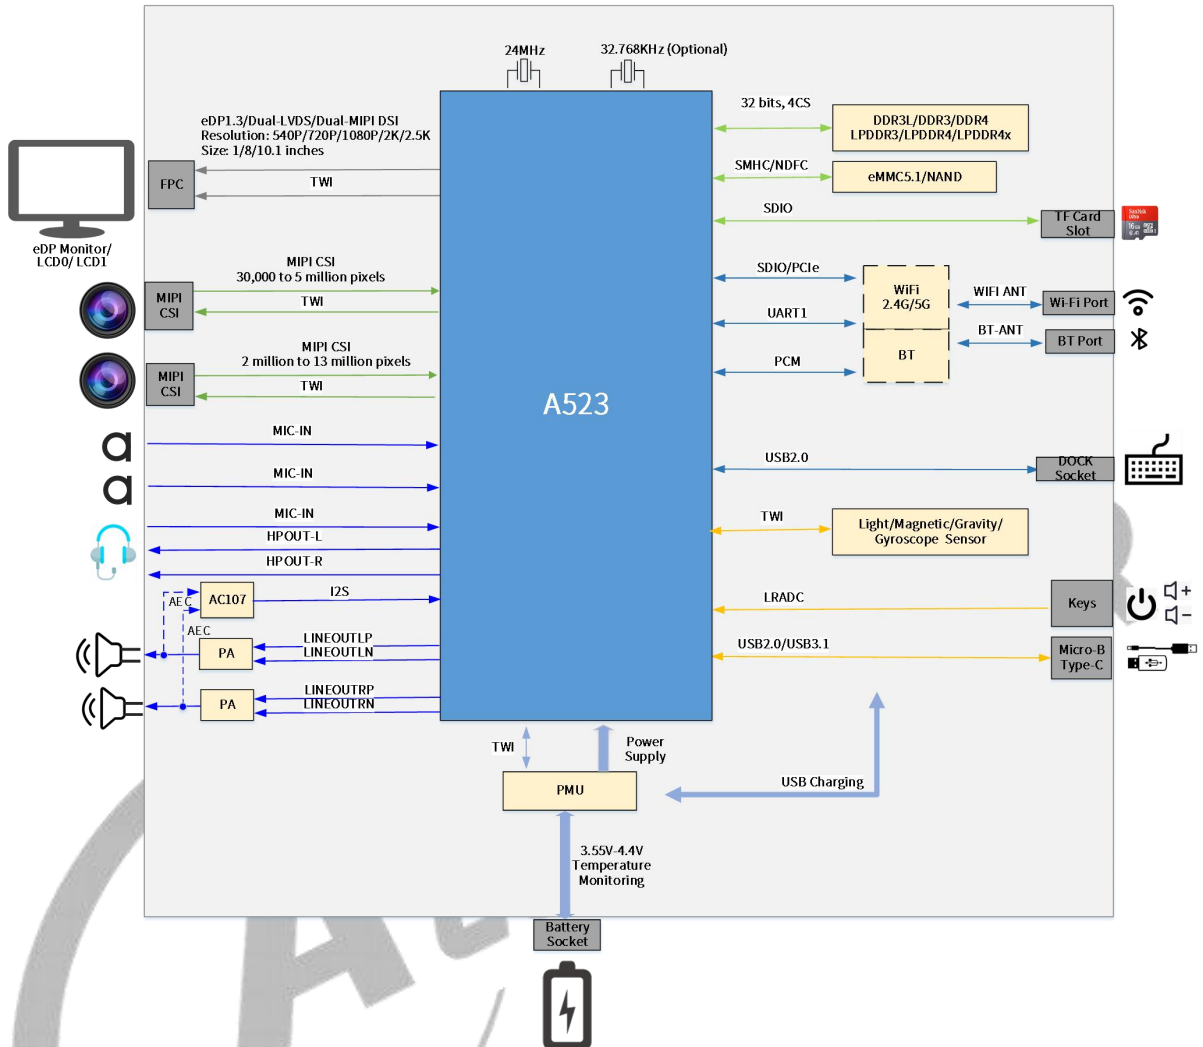 24MHz
32.768KHz (Optional)
eDP1.3/Dual-LVDS/Dual-MIPI DSI
Resolution: 540P/720P/1080P/2K/2.5K
Size: 1/8/10.1 inches
FPC
TWI
eDP Monitor/
LCD0/ LCD1
MIPI CSI
30,000 to 5 million pixels
MIPI
CSI
TWI
MIPI CSI
2 million to 13 million pixels
MIPI
CSI
TWI
MIC-IN
MIC-IN
MIC-IN
HPOUT-L
HPOUT-R
AEC
AC107
I2S
AEC
PA
LINEOUTLP
LINEOUTLN
PA
LINEOUTRP
LINEOUTRN
A523
32 bits, 4CS
DDR3L/DDR3/DDR4
LPDDR3/LPDDR4/LPDDR4x
SMHC/NDFC
eMMC5.1/NAND
SDIO
TF Card
Slot
SDIO/PCIe
WiFi
2.4G/5G
WIFI ANT
Wi-Fi Port
UART1
BT-ANT
BT Port
BT
PCM
USB2.0
DOCK
Socket
TWI
Light/Magnetic/Gravity/
Gyroscope Sensor
LRADC
Keys
USB2.0/USB3.1
Micro-B
Type-C
TWI
Power
Supply
PMU
USB Charging
3.55V-4.4V
Temperature
Monitoring
Battery
Socket